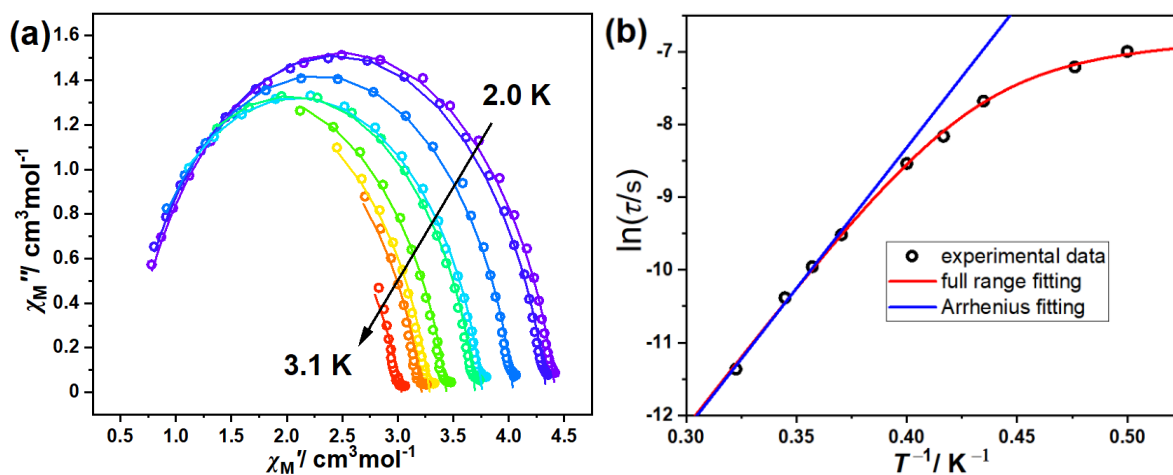 (a)
1.6
1.4
1.2
1.0
0.8
0.6
0.4
0.2
0
χM″/ cm³mol⁻¹
2.0 K
3.1 K
0.5 1.0 1.5 2.0 2.5 3.0 3.5 4.0 4.5
χM′/ cm³mol⁻¹
(b)
-6
-7
-8
-9
-10
-11
-12
ln(τ/s)
experimental data
full range fitting
Arrhenius fitting
0.30 0.35 0.40 0.45 0.50
T⁻¹/ K⁻¹